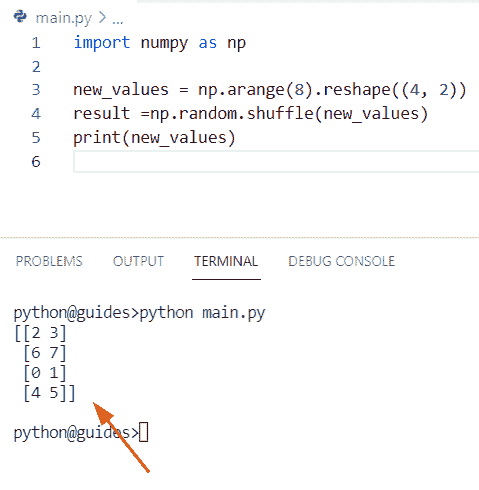 main.py > ...
1 import numpy as np
2
3 new_values = np.arange(8).reshape((4, 2))
4 result =np.random.shuffle(new_values)
5 print(new_values)
6
PROBLEMS OUTPUT TERMINAL DEBUG CONSOLE
python@guides>python main.py
[[2 3]
 [6 7]
 [0 1]
 [4 5]]
python@guides>